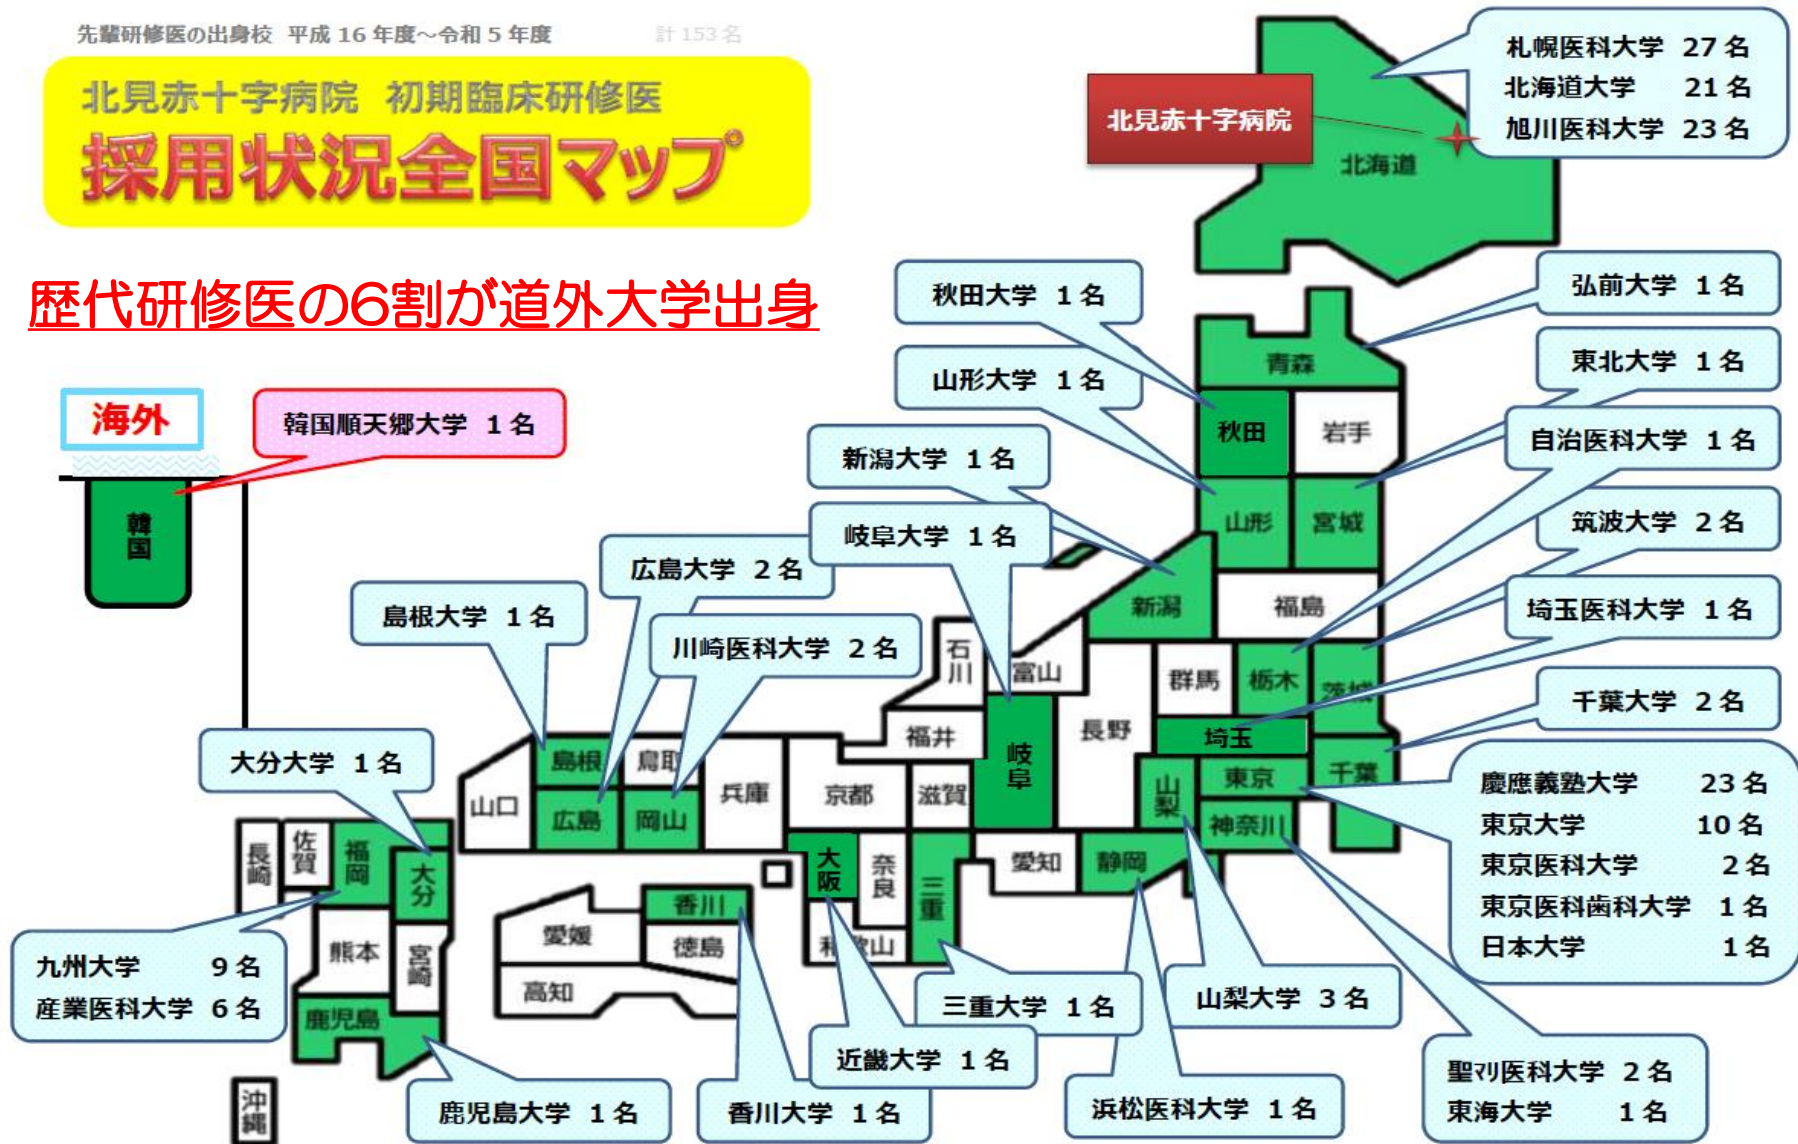 先輩研修医の出身校 平成 16 年度～令和 5 年度 計 153 名
北見赤十字病院 初期臨床研修医
採用状況全国マップ
歴代研修医の6割が道外大学出身
北見赤十字病院
札幌医科大学 27 名
北海道大学 21 名
旭川医科大学 23 名
北海道
秋田大学 1 名
弘前大学 1 名
山形大学 1 名
東北大学 1 名
青森
海外
韓国順天郷大学 1 名
秋田
岩手
自治医科大学 1 名
新潟大学 1 名
韓国
山形
宮城
筑波大学 2 名
岐阜大学 1 名
広島大学 2 名
新潟
福島
埼玉医科大学 1 名
島根大学 1 名
川崎医科大学 2 名
石川
富山
群馬
栃木
茨城
千葉大学 2 名
長野
福井
埼玉
岐阜
大分大学 1 名
島根
鳥取
兵庫
京都
滋賀
山梨
東京
千葉
慶應義塾大学 23 名
東京大学 10 名
東京医科大学 2 名
東京医科歯科大学 1 名
日本大学 1 名
山口
広島
岡山
神奈川
長崎
佐賀
福岡
大分
大阪
奈良
三重
愛知
静岡
香川
愛媛
徳島
和歌山
熊本
宮崎
高知
九州大学 9 名
産業医科大学 6 名
鹿児島
三重大学 1 名
山梨大学 3 名
近畿大学 1 名
聖マリ医科大学 2 名
東海大学 1 名
沖縄
鹿児島大学 1 名
香川大学 1 名
浜松医科大学 1 名